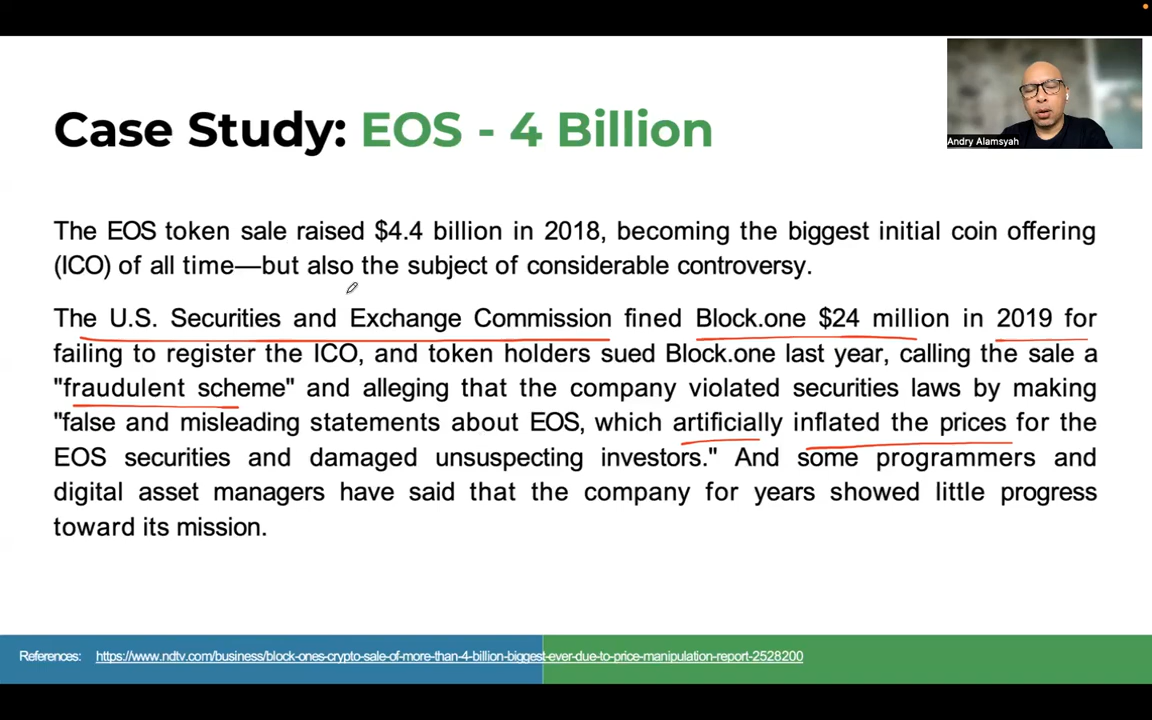 Case Study: EOS - 4 Billion
Andry Alamsyah
The EOS token sale raised $4.4 billion in 2018, becoming the biggest initial coin offering
(ICO) of all time—but also the subject of considerable controversy.
The U.S. Securities and Exchange Commission fined Block.one $24 million in 2019 for
failing to register the ICO, and token holders sued Block.one last year, calling the sale a
"fraudulent scheme" and alleging that the company violated securities laws by making
"false and misleading statements about EOS, which artificially inflated the prices for the
EOS securities and damaged unsuspecting investors." And some programmers and
digital asset managers have said that the company for years showed little progress
toward its mission.
References: https://www.ndtv.com/business/block-ones-crypto-sale-of-more-than-4-billion-biggest-ever-due-to-price-manipulation-report-2528200